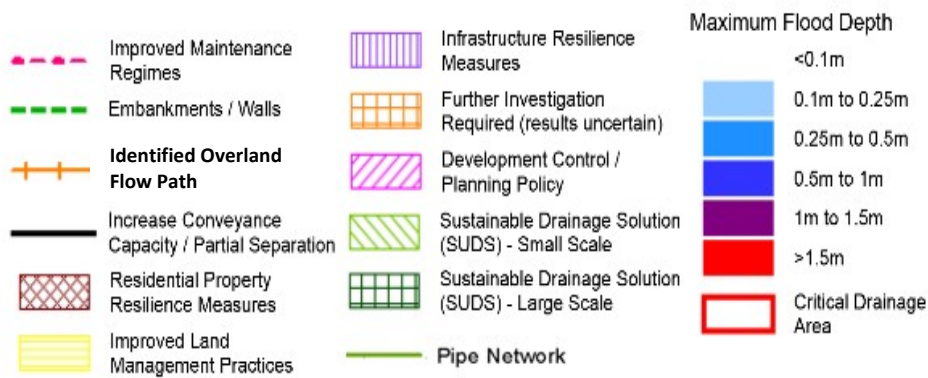 Improved Maintenance
Regimes
Embankments / Walls
Identified Overland
Flow Path
Increase Conveyance
Capacity / Partial Separation
Residential Property
Resilience Measures
Improved Land
Management Practices
Infrastructure Resilience
Measures
Further Investigation
Required (results uncertain)
Development Control /
Planning Policy
Sustainable Drainage Solution
(SUDS) - Small Scale
Sustainable Drainage Solution
(SUDS) - Large Scale
Pipe Network
Maximum Flood Depth
<0.1m
0.1m to 0.25m
0.25m to 0.5m
0.5m to 1m
1m to 1.5m
>1.5m
Critical Drainage
Area